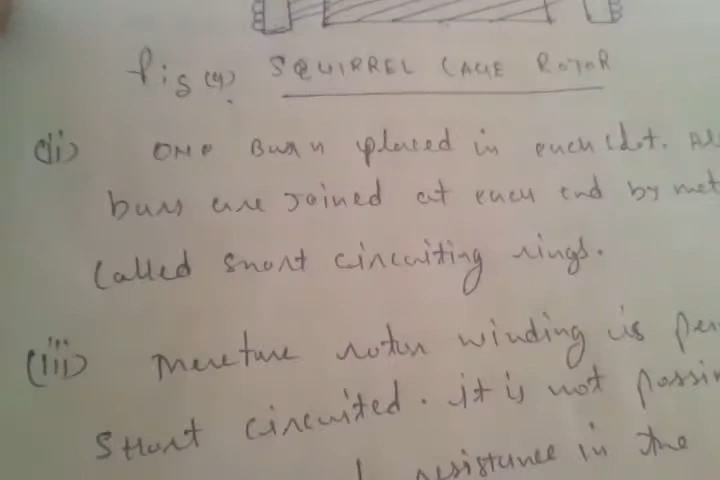 fig (4) SQUIRREL CAGE ROTOR
(ii) ONE Bar placed in each slot. Al
bars are joined at each end by met
Called short circuiting rings.
(iii) Therefore rotor winding is per
Short circuited. it is not possi
resistance in the